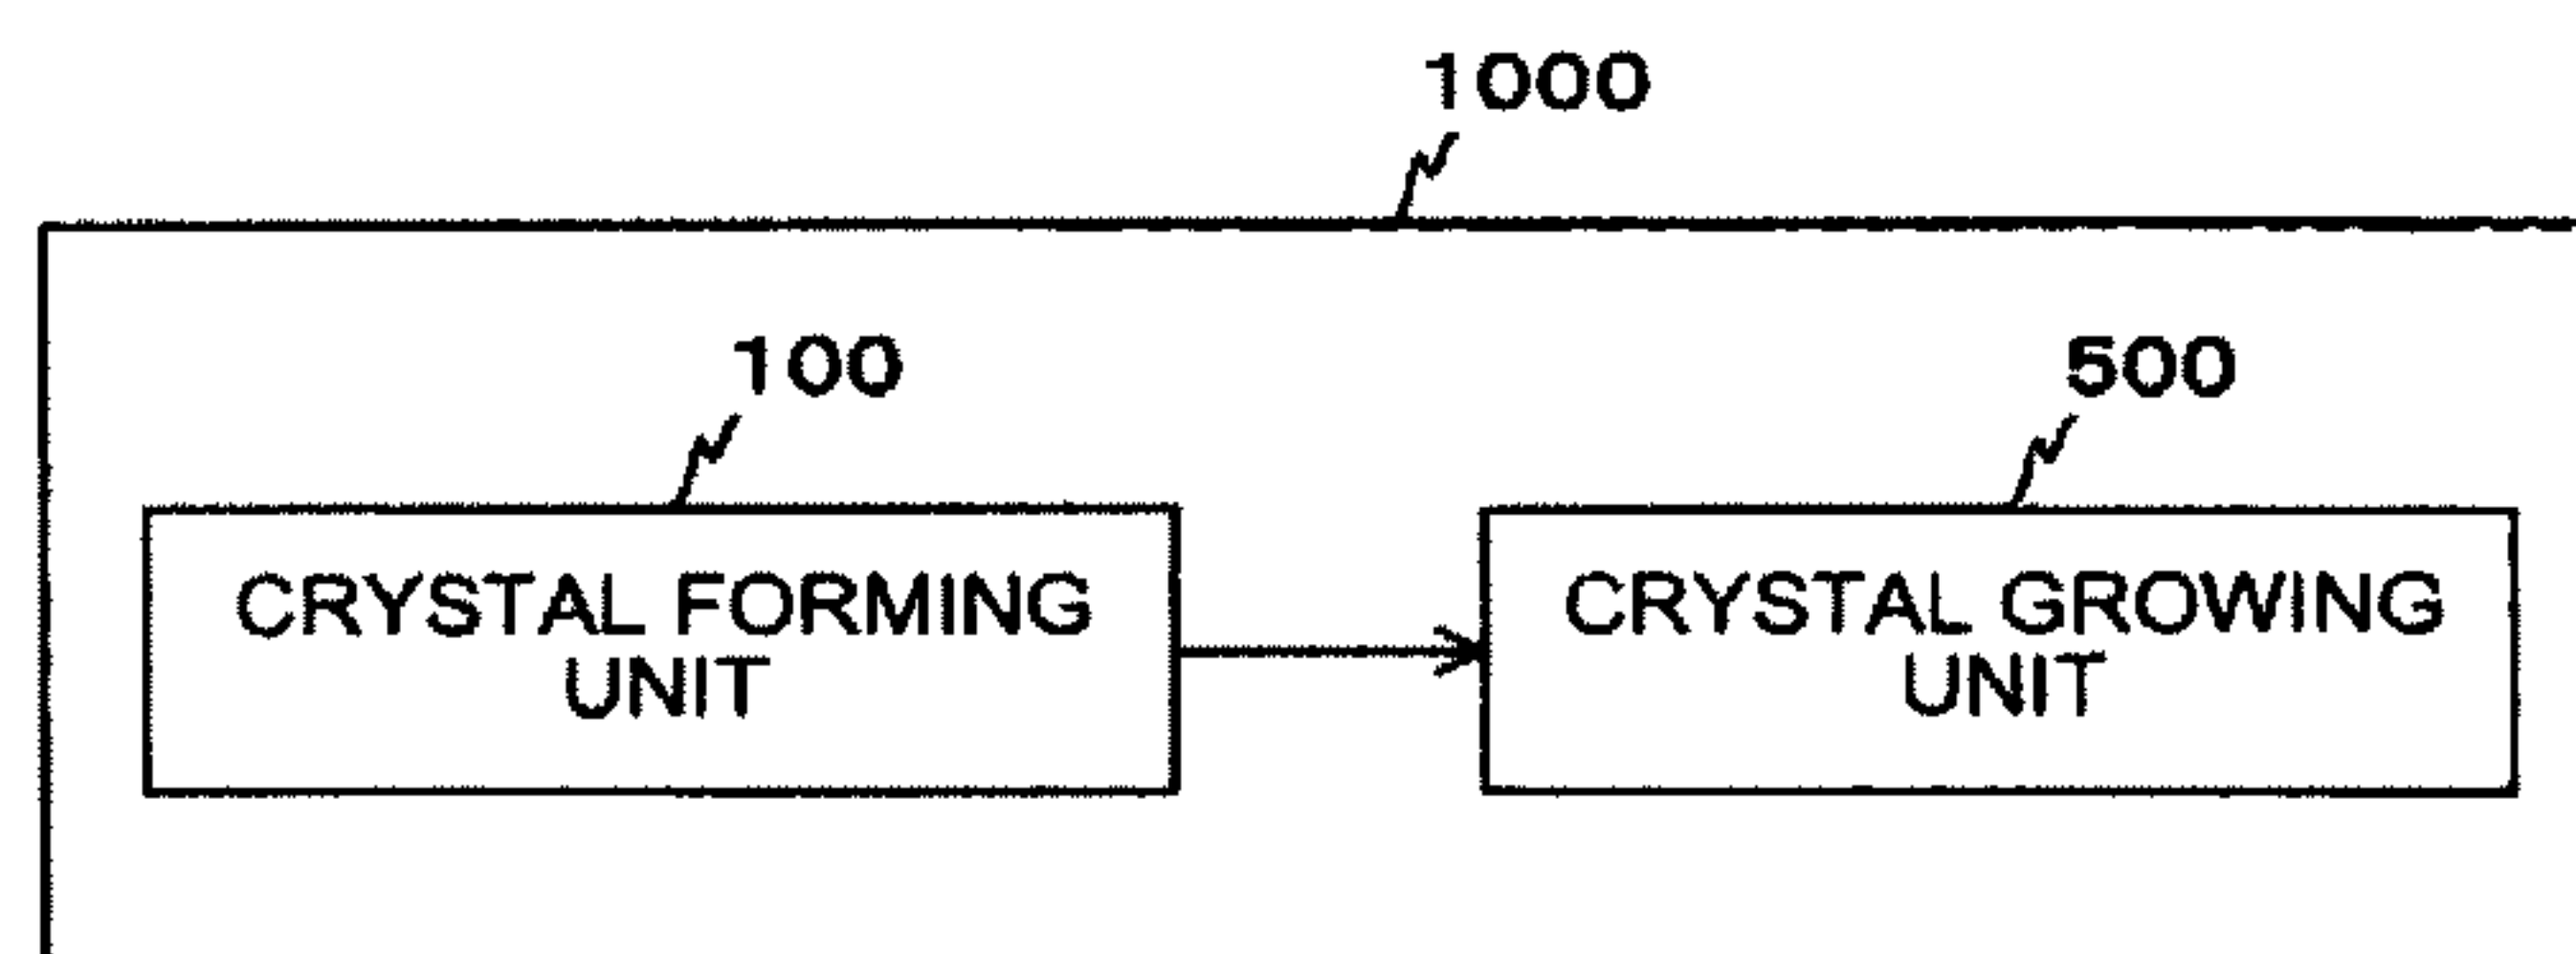 1000
100
500
CRYSTAL FORMING
UNIT
CRYSTAL GROWING
UNIT